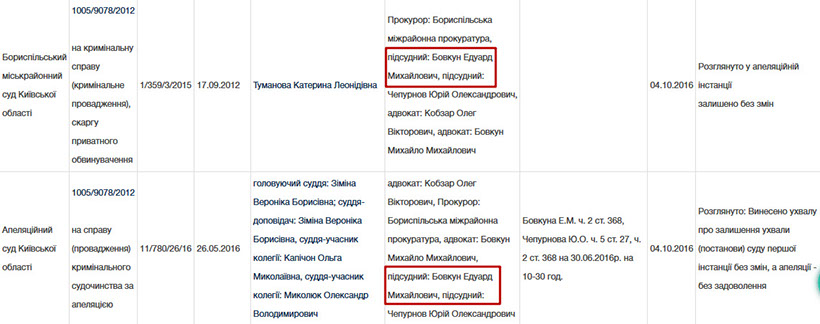 Бориспільський
міськрайонний
суд Київської
області
1005/9078/2012
на кримінальну
справу
(кримінальне
провадження),
скаргу
приватного
обвинувачення
1/359/3/2015
17.09.2012
Туманова Катерина Леонідівна
Прокурор: Бориспільська
міжрайонна прокуратура,
підсудний: Бовкун Едуард
Михайлович, підсудний:
Чепурнов Юрій Олександрович,
адвокат: Кобзар Олег
Вікторович, адвокат: Бовкун
Михайло Михайлович
04.10.2016
Розглянуто у апеляційній
інстанції
залишено без змін
Апеляційний
суд Київської
області
1005/9078/2012
на справу
(провадження)
кримінального
судочинства за
апеляцією
11/780/26/16
26.05.2016
головуючий суддя: Зіміна
Вероніка Борисівна; суддя-
доповідач: Зіміна Вероніка
Борисівна, суддя-учасник
колегії: Капічон Ольга
Миколаївна, суддя-учасник
колегії: Миколюк Олександр
Володимирович
адвокат: Кобзар Олег
Вікторович, Прокурор:
Бориспільська міжрайонна
прокуратура, адвокат: Бовкун
Михайло Михайлович,
підсудний: Бовкун Едуард
Михайлович, підсудний:
Чепурнов Юрій Олександрович
Бовкуна Е.М. ч. 2 ст. 368,
Чепурнова Ю.О. ч. 5 ст. 27, ч.
2 ст. 368 на 30.06.2016р. на
10-30 год.
04.10.2016
Розглянуто: Винесено ухвалу
про залишення ухвали
(постанови) суду першої
інстанції без змін, а апеляції -
без задоволення